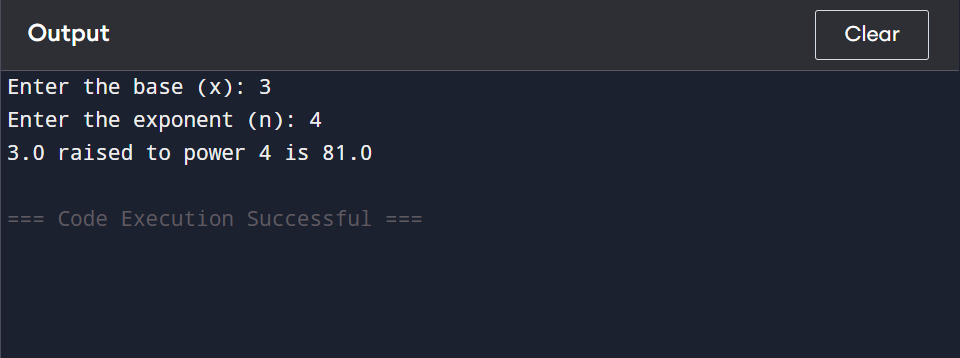 Output
Clear
Enter the base (x): 3
Enter the exponent (n): 4
3.0 raised to power 4 is 81.0
=== Code Execution Successful ===